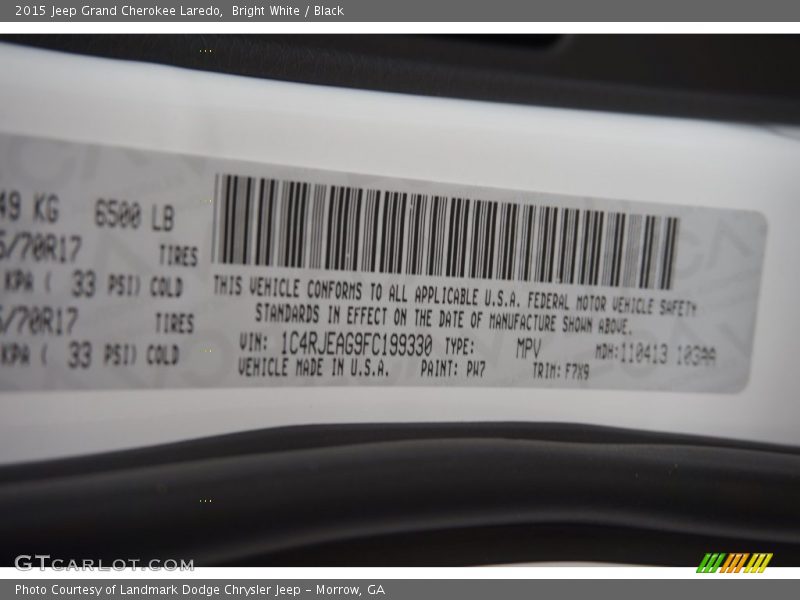 2015 Jeep Grand Cherokee Laredo, Bright White / Black
49 KG 6500 LB
5/70R17 TIRES
KPA ( 33 PSI) COLD
5/70R17 TIRES
KPA ( 33 PSI) COLD
THIS VEHICLE CONFORMS TO ALL APPLICABLE U.S.A. FEDERAL MOTOR VEHICLE SAFETY
STANDARDS IN EFFECT ON THE DATE OF MANUFACTURE SHOWN ABOVE.
VIN: 1C4RJEAG9FC199330 TYPE: MPV MDH:110413 103AA
VEHICLE MADE IN U.S.A. PAINT: PW7 TRIM: F7X9
GTCARLOT.COM
Photo Courtesy of Landmark Dodge Chrysler Jeep – Morrow, GA